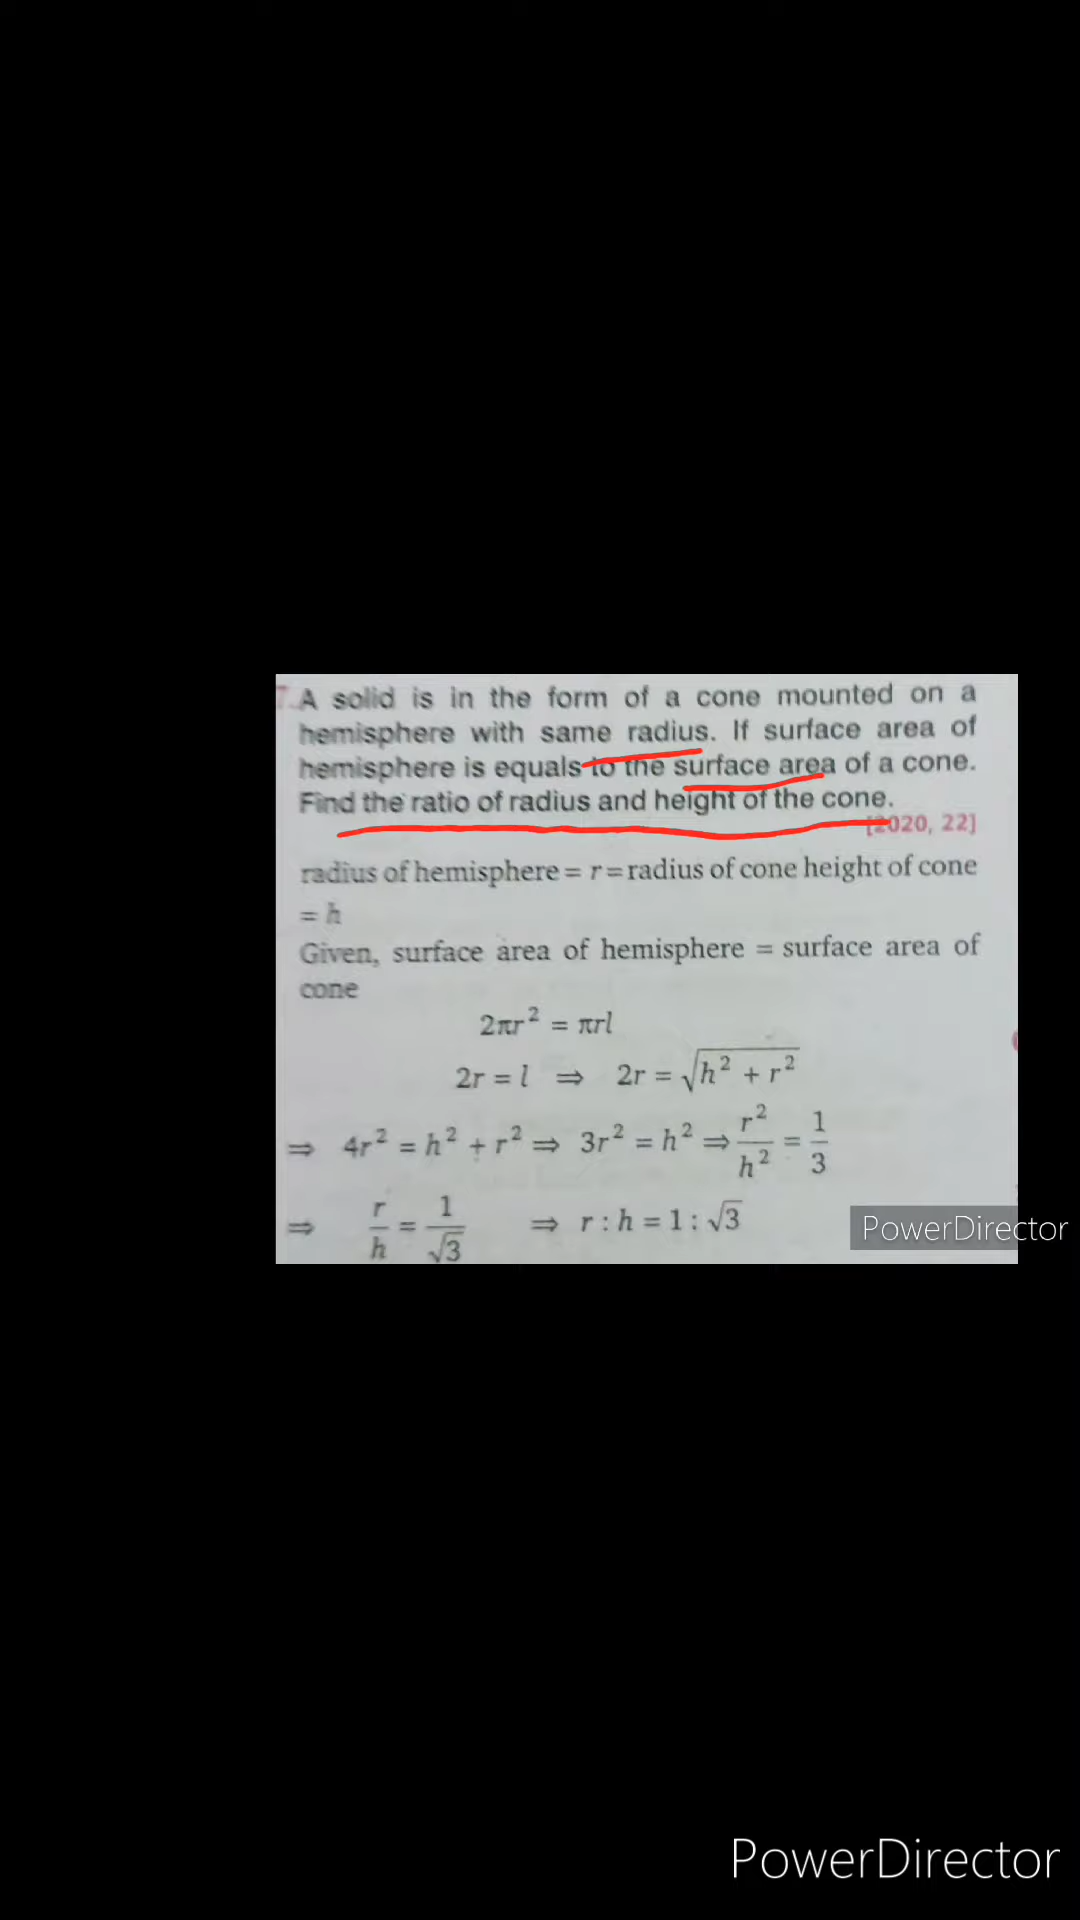 7. A solid is in the form of a cone mounted on a
hemisphere with same radius. If surface area of
hemisphere is equals to the surface area of a cone.
Find the ratio of radius and height of the cone.
[2020, 22]
radius of hemisphere = r = radius of cone height of cone
= h
Given, surface area of hemisphere = surface area of
cone
2πr² = πrl
2r = l ⇒ 2r = √(h² + r²)
⇒ 4r² = h² + r² ⇒ 3r² = h² ⇒ r²/h² = 1/3
⇒ r/h = 1/√3 ⇒ r : h = 1 : √3
PowerDirector
PowerDirector